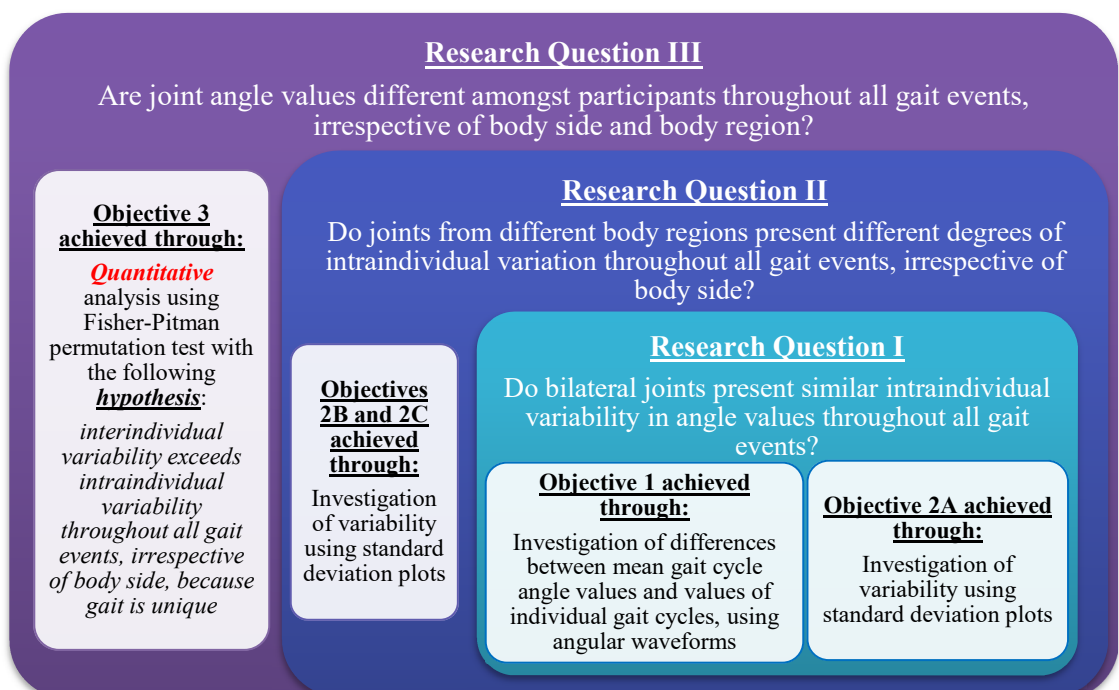 Research Question III
Are joint angle values different amongst participants throughout all gait events,
irrespective of body side and body region?
Objective 3
achieved through:
Quantitative
analysis using
Fisher-Pitman
permutation test with
the following
hypothesis:
interindividual
variability exceeds
intraindividual
variability
throughout all gait
events, irrespective
of body side, because
gait is unique
Research Question II
Do joints from different body regions present different degrees of
intraindividual variation throughout all gait events, irrespective of
body side?
Objectives
2B and 2C
achieved
through:
Investigation
of variability
using standard
deviation plots
Research Question I
Do bilateral joints present similar intraindividual
variability in angle values throughout all gait
events?
Objective 1 achieved
through:
Investigation of differences
between mean gait cycle
angle values and values of
individual gait cycles, using
angular waveforms
Objective 2A achieved
through:
Investigation of
variability using
standard deviation plots